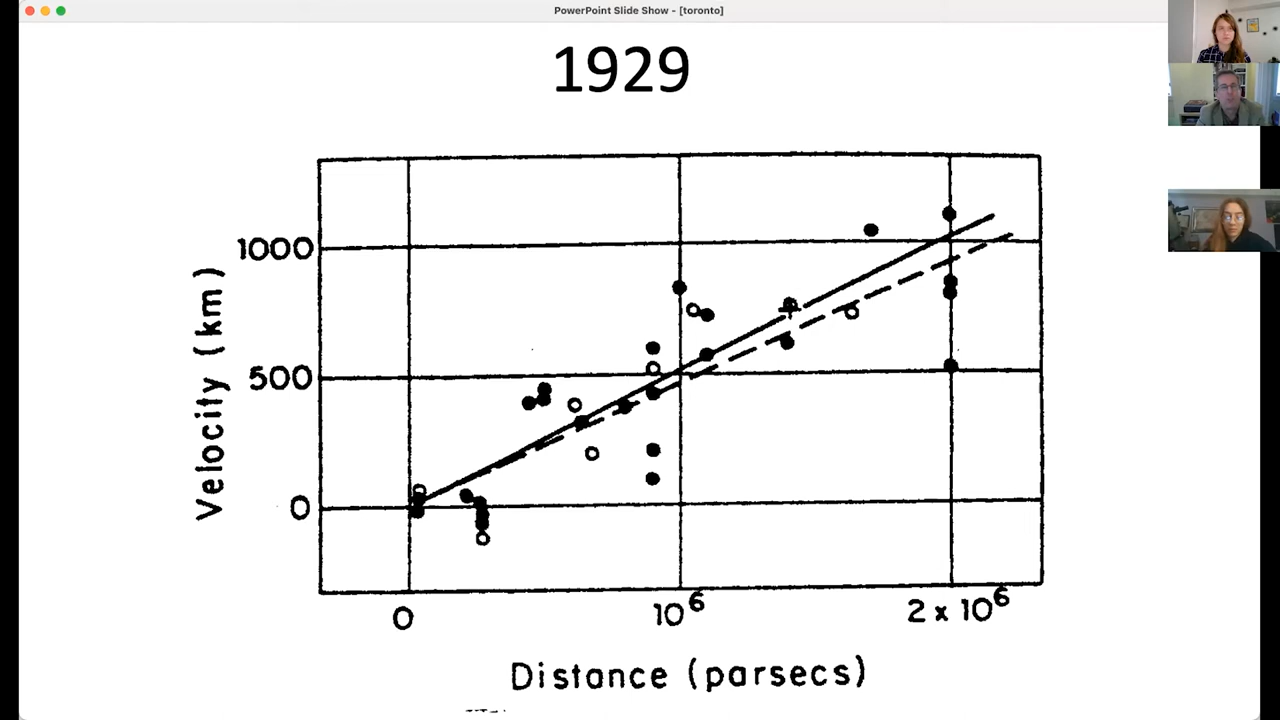 PowerPoint Slide Show - [toronto]
1929
1000
500
0
Velocity (km)
0
10⁶
2 x 10⁶
Distance (parsecs)